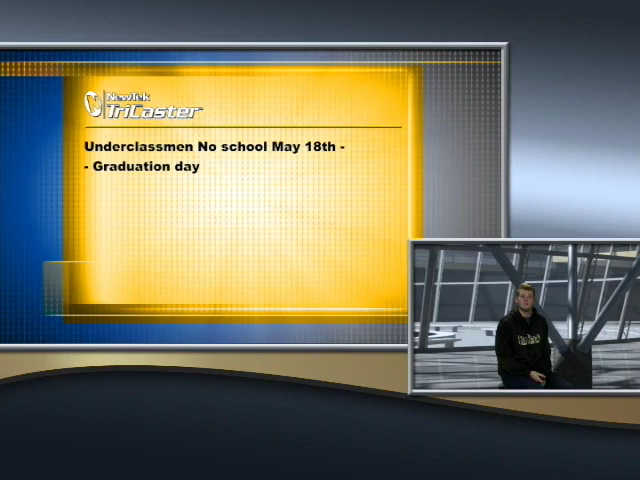 NewTek
TriCaster
Underclassmen No school May 18th -
- Graduation day